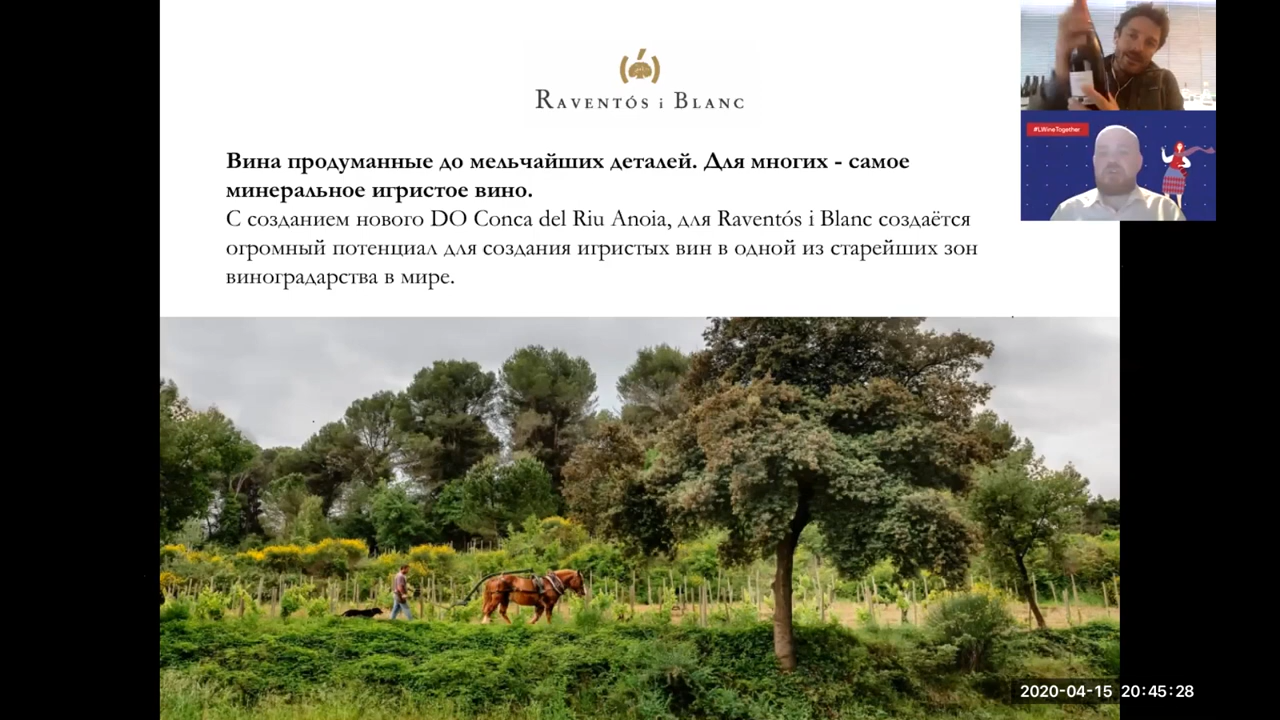 Raventós i Blanc
Вина продуманные до мельчайших деталей. Для многих - самое
минеральное игристое вино.
С созданием нового DO Conca del Riu Anoia, для Raventós i Blanc создаётся
огромный потенциал для создания игристых вин в одной из старейших зон
виноградарства в мире.
#LWineTogether
2020-04-15 20:45:28